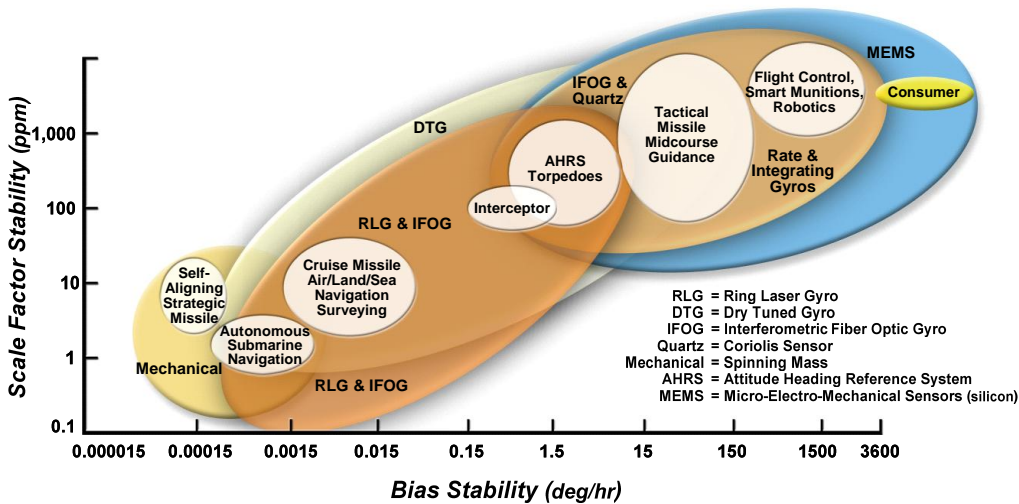 MEMS
IFOG &
Quartz
Flight Control,
Smart Munitions,
Robotics
Consumer
Tactical
Missile
Midcourse
Guidance
DTG
AHRS
Torpedoes
Rate &
Integrating
Gyros
Interceptor
RLG & IFOG
Cruise Missile
Air/Land/Sea
Navigation
Surveying
Self-
Aligning
Strategic
Missile
Autonomous
Submarine
Navigation
Mechanical
RLG & IFOG
RLG = Ring Laser Gyro
DTG = Dry Tuned Gyro
IFOG = Interferometric Fiber Optic Gyro
Quartz = Coriolis Sensor
Mechanical = Spinning Mass
AHRS = Attitude Heading Reference System
MEMS = Micro-Electro-Mechanical Sensors (silicon)
Scale Factor Stability (ppm)
1,000
100
10
1
0.1
0.000015 0.00015 0.0015 0.015 0.15 1.5 15 150 1500 3600
Bias Stability (deg/hr)